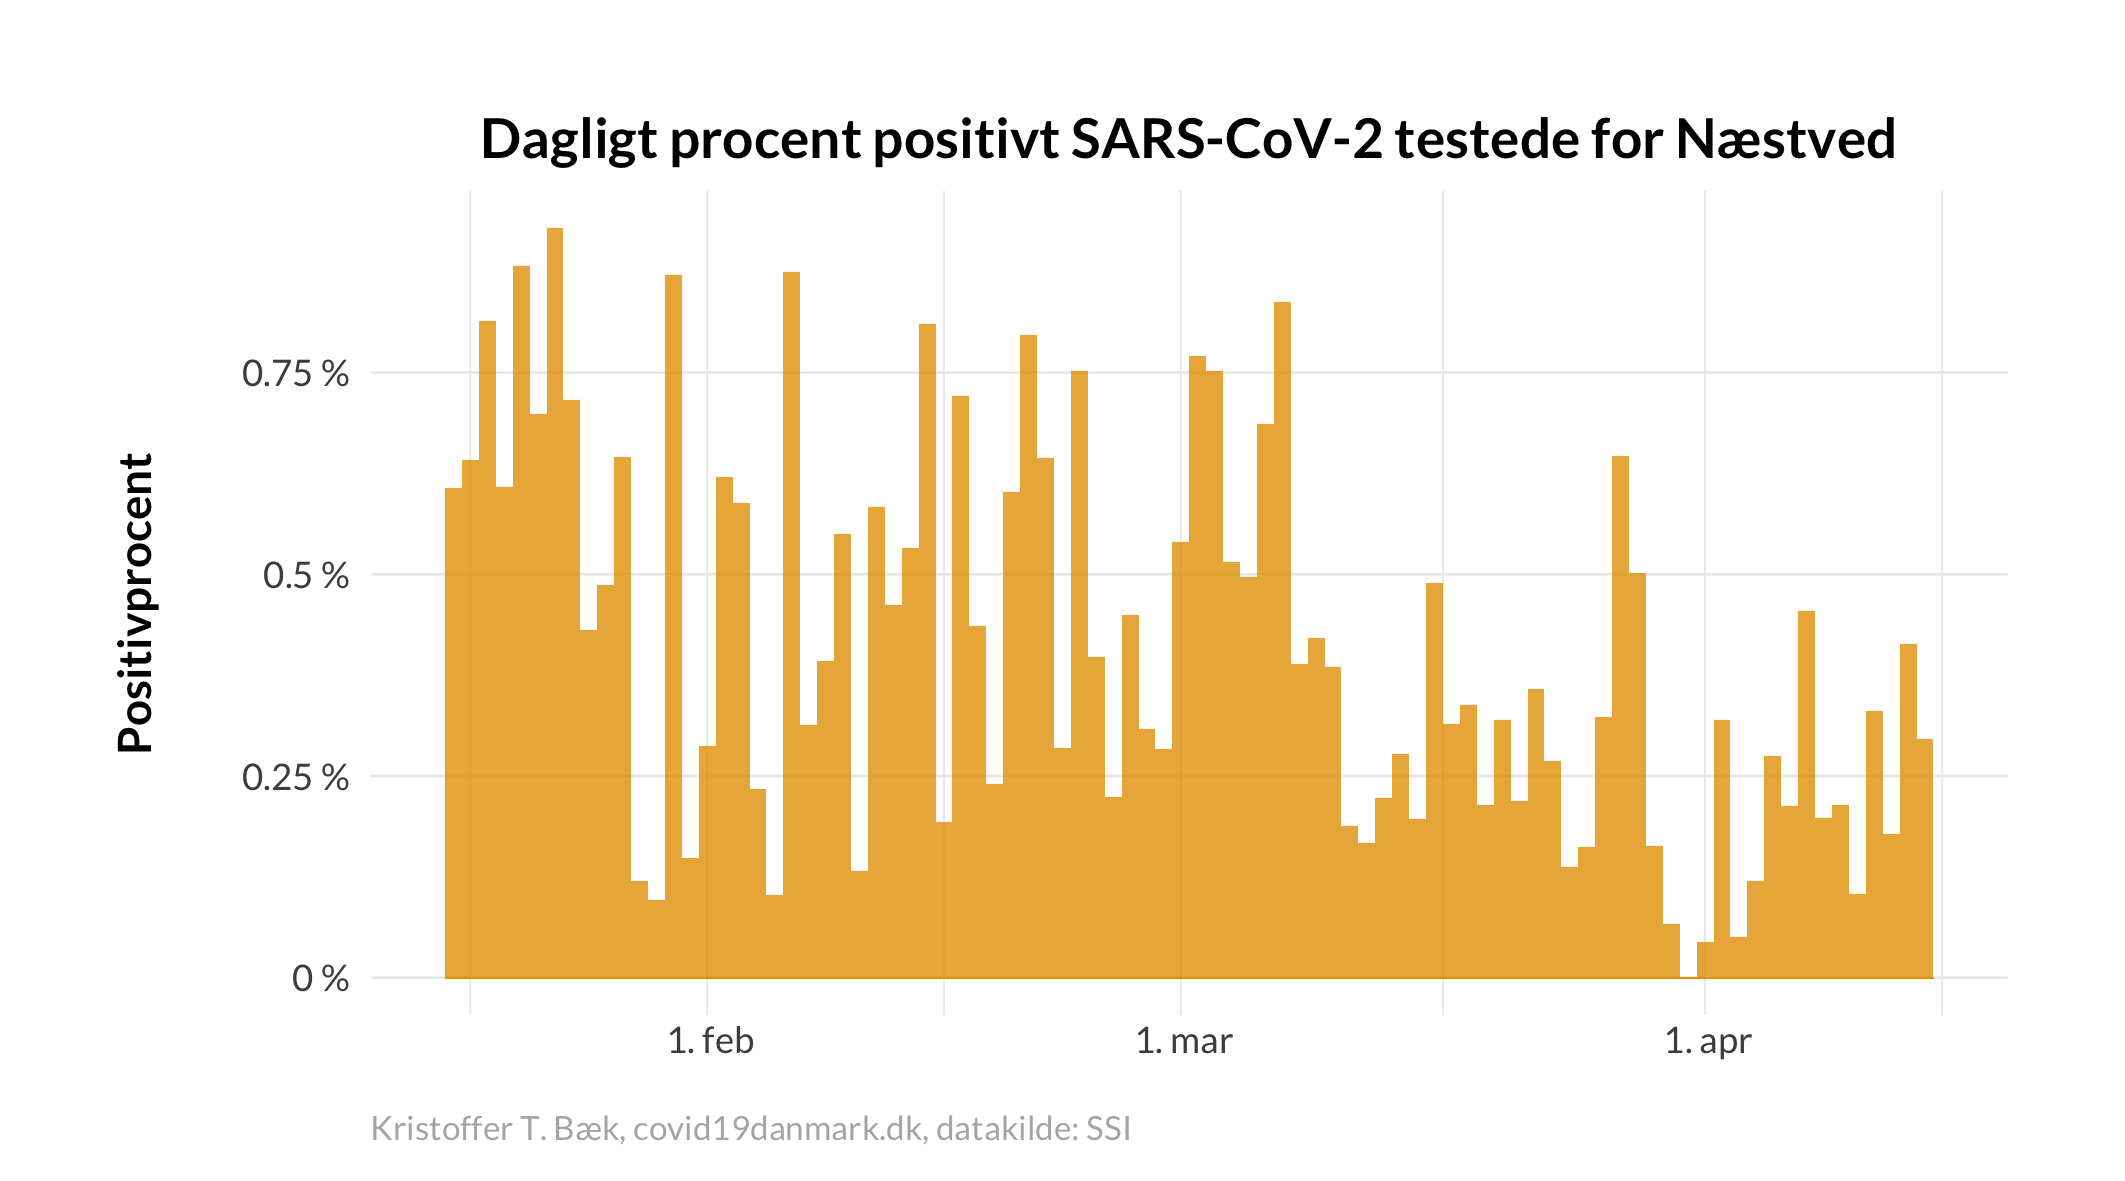 Dagligt procent positivt SARS-CoV-2 testede for Næstved
Positivprocent
0.75 %
0.5 %
0.25 %
0 %
1. feb
1. mar
1. apr
Kristoffer T. Bæk, covid19danmark.dk, datakilde: SSI